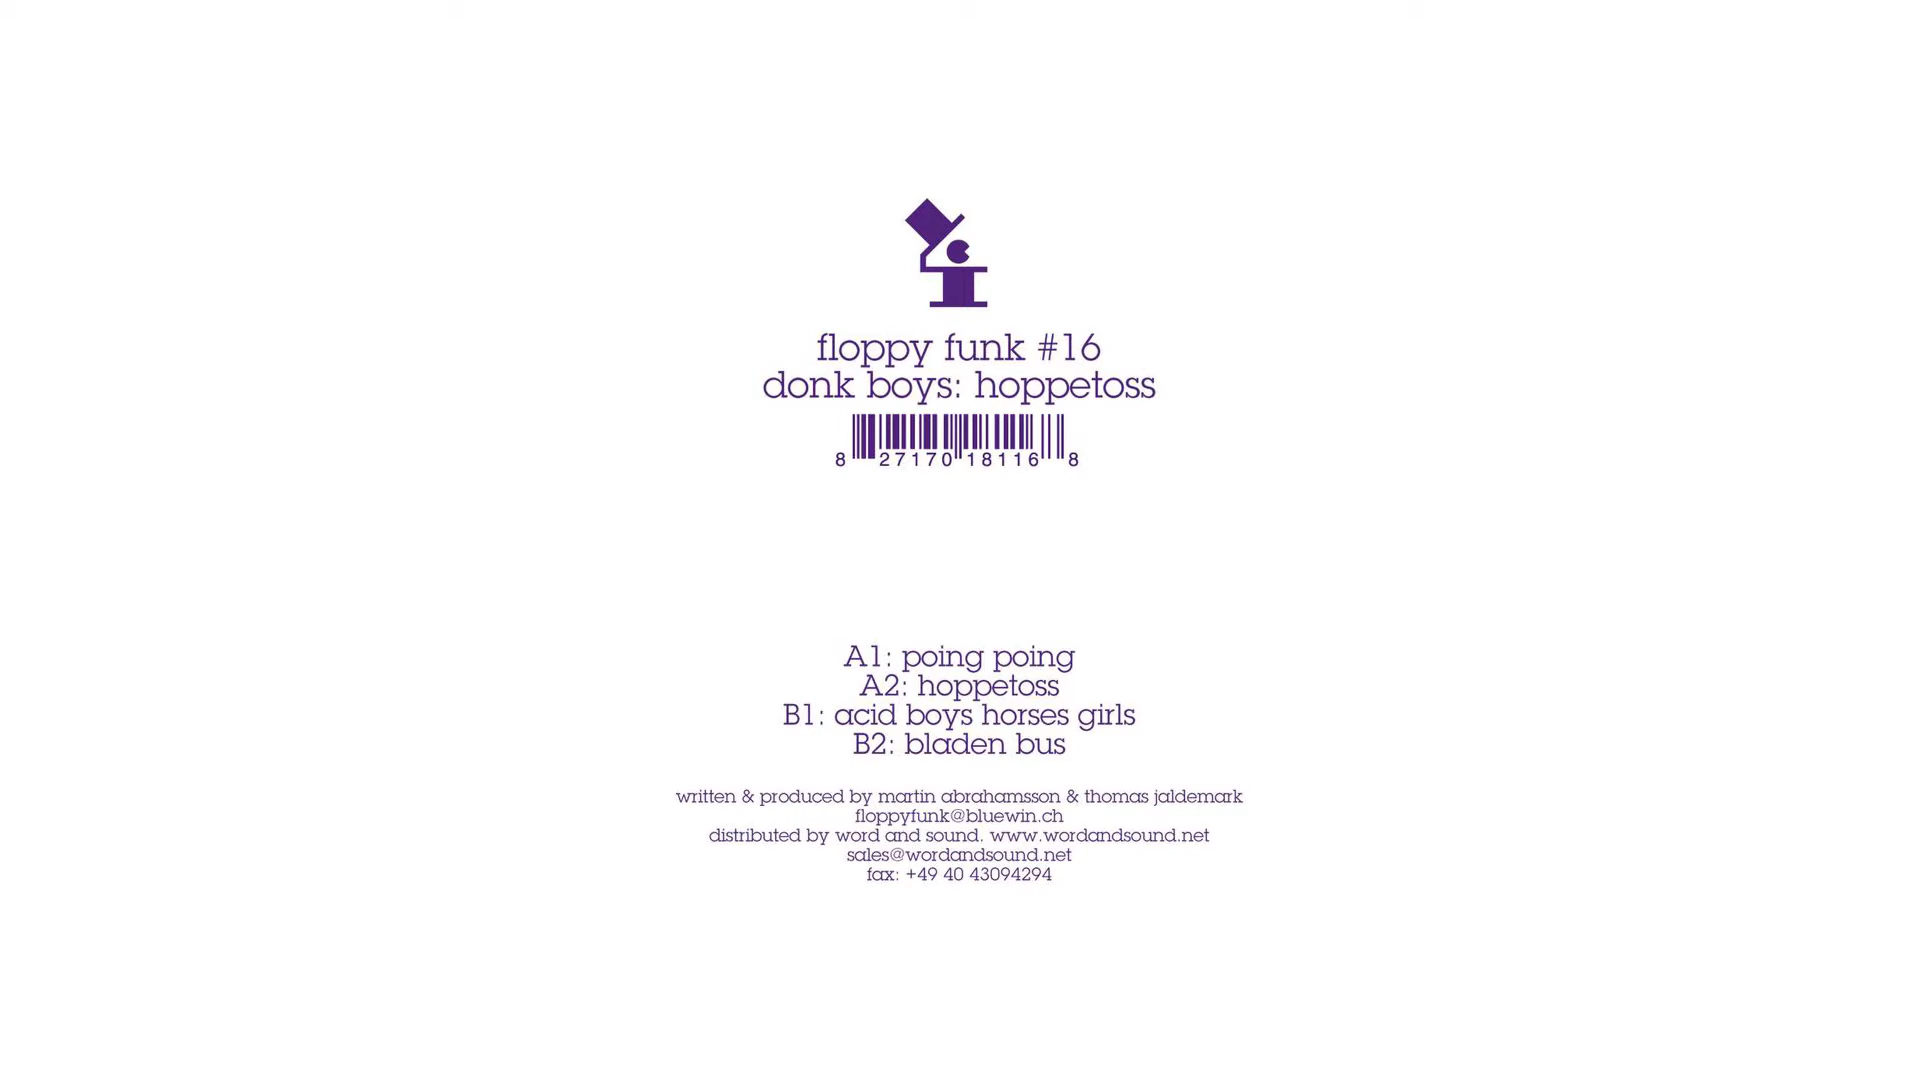 floppy funk #16
donk boys: hoppetoss
8 27170 18116 8
A1: poing poing
A2: hoppetoss
B1: acid boys horses girls
B2: bladen bus
written & produced by martin abrahamsson & thomas jaldemark
floppyfunk@bluewin.ch
distributed by word and sound. www.wordandsound.net
sales@wordandsound.net
fax: +49 40 43094294